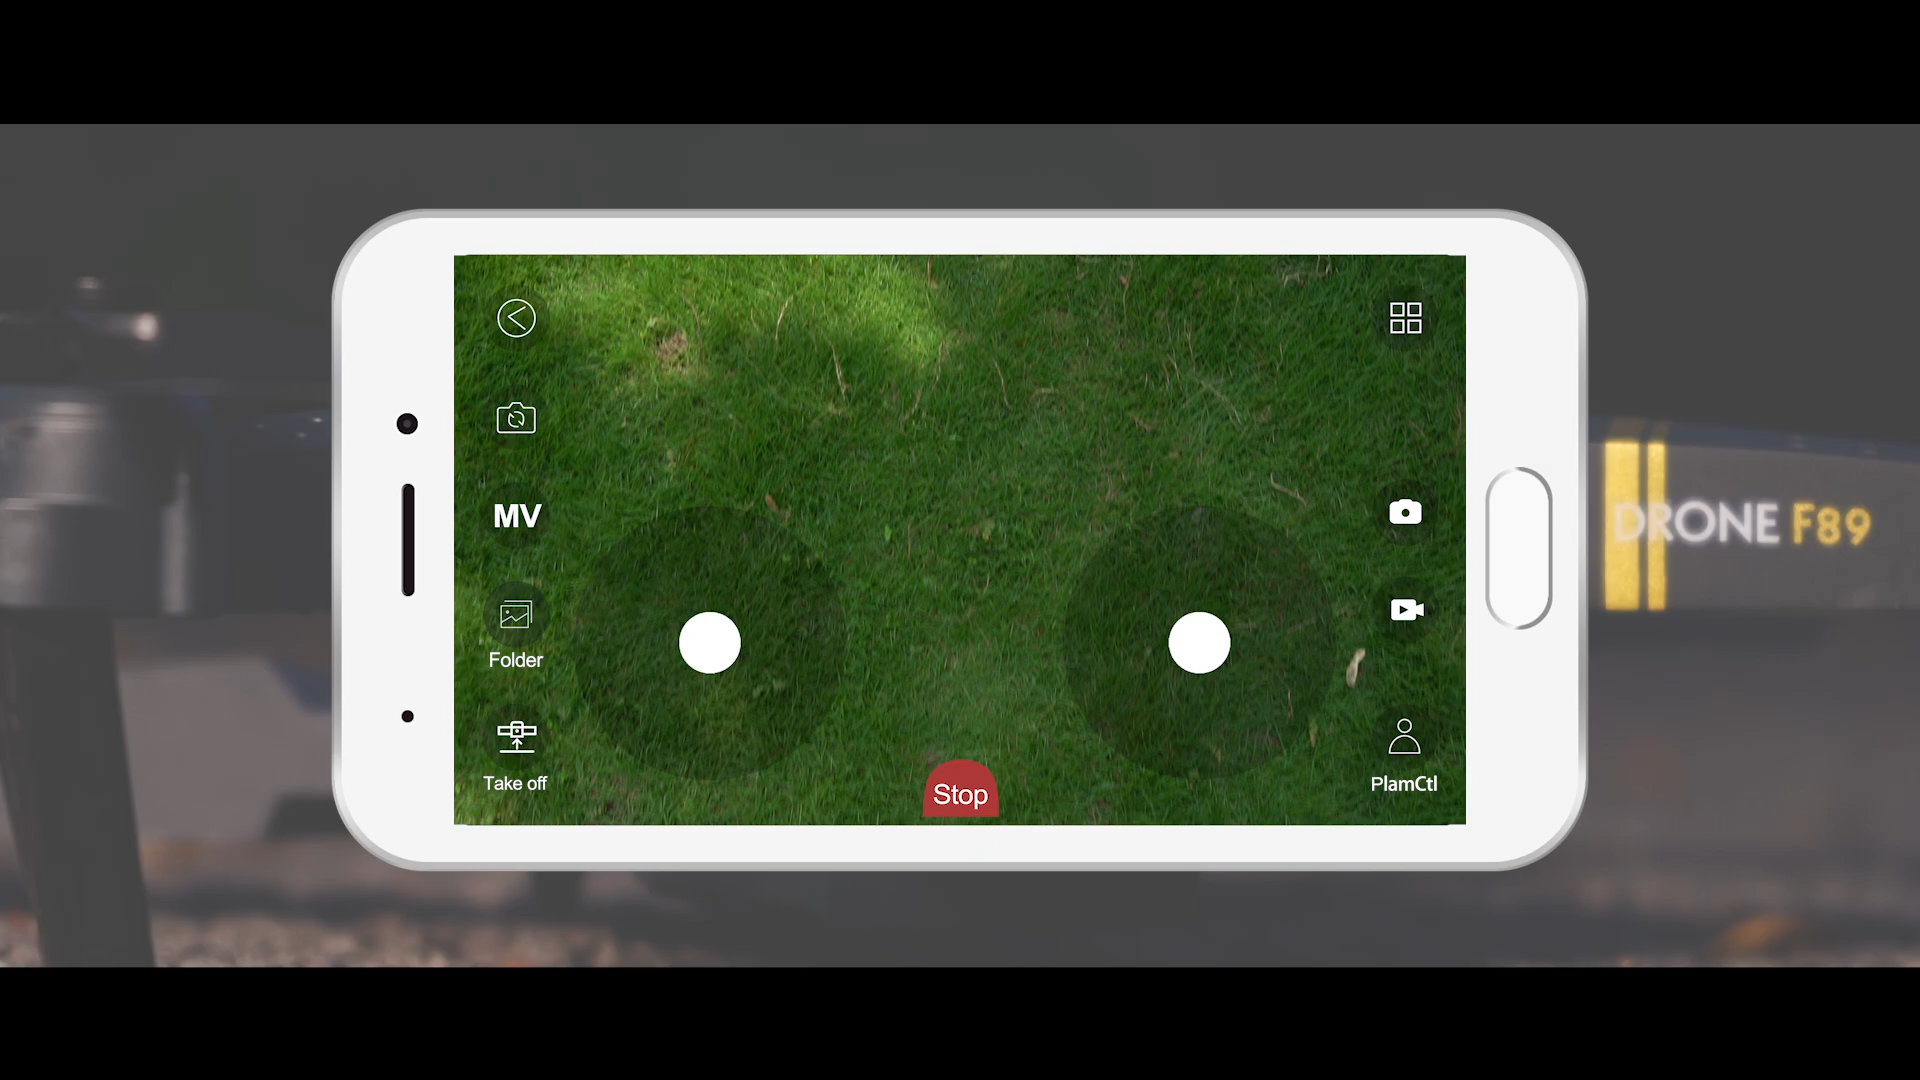 MV
Folder
Take off
Stop
PlamCtl
DRONE F89